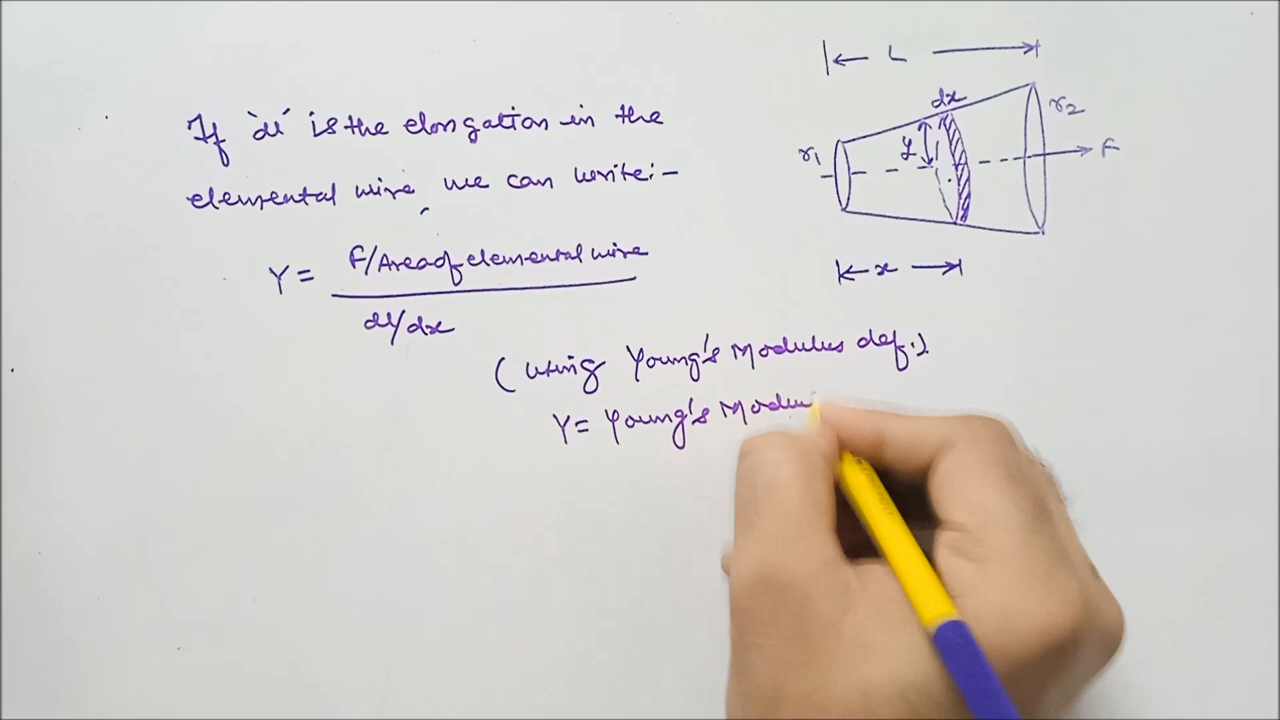 If 'dl' is the elongation in the
elemental wire, we can write:-
Y = F/Area of elemental wire
dl/dx
(using Young's Modulus def.)
Y = Young's Modu
L
dx
r2
r1
y
F
x